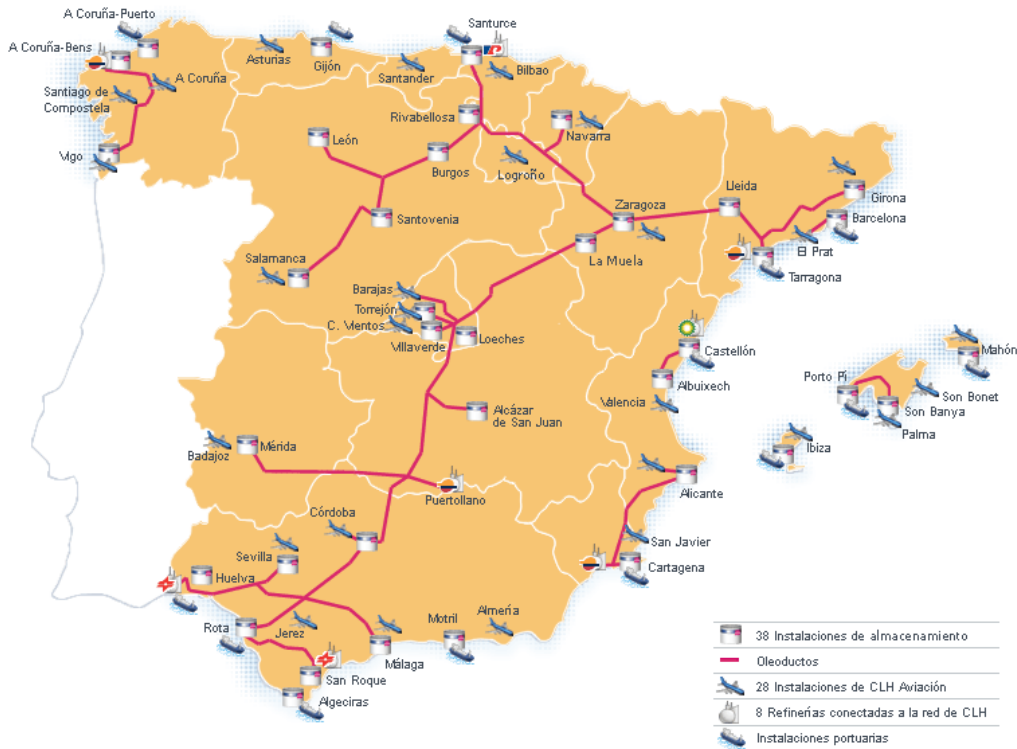 A Coruña-Puerto
A Coruña-Bens
A Coruña
Santiago de
Compostela
Vigo
Asturias
Gijón
Santander
Santurce
Bilbao
Rivabellosa
León
Burgos
Logroño
Navarra
Santovenia
Salamanca
Zaragoza
La Muela
Lleida
Girona
Barcelona
El Prat
Tarragona
Barajas
Torrejón
C. Vientos
Villaverde
Loeches
Castellón
Albuixech
Valencia
Alcázar
de San Juan
Mérida
Badajoz
Puertollano
Porto Pi
Son Banya
Palma
Son Bonet
Mahón
Ibiza
Alicante
San Javier
Cartagena
Córdoba
Sevilla
Huelva
Rota
Jerez
Málaga
Motril
Almería
San Roque
Algeciras
38 Instalaciones de almacenamiento
Oleoductos
28 Instalaciones de CLH Aviación
8 Refinerías conectadas a la red de CLH
Instalaciones portuarias